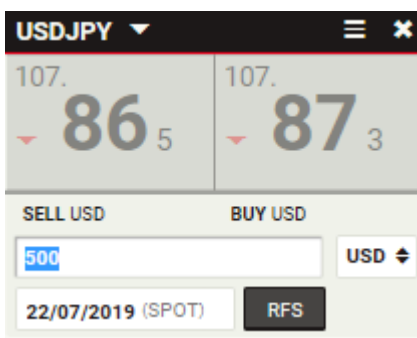 USDJPY
107. 107.
86 5 87 3
SELL USD BUY USD
500 USD
22/07/2019 (SPOT) RFS